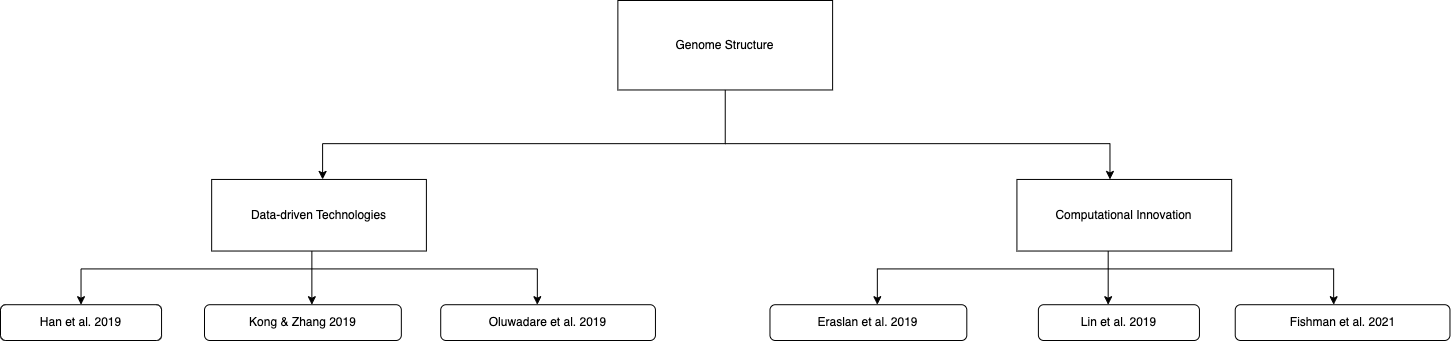 Genome Structure
Data-driven Technologies
Computational Innovation
Han et al. 2019
Kong & Zhang 2019
Oluwadare et al. 2019
Eraslan et al. 2019
Lin et al. 2019
Fishman et al. 2021